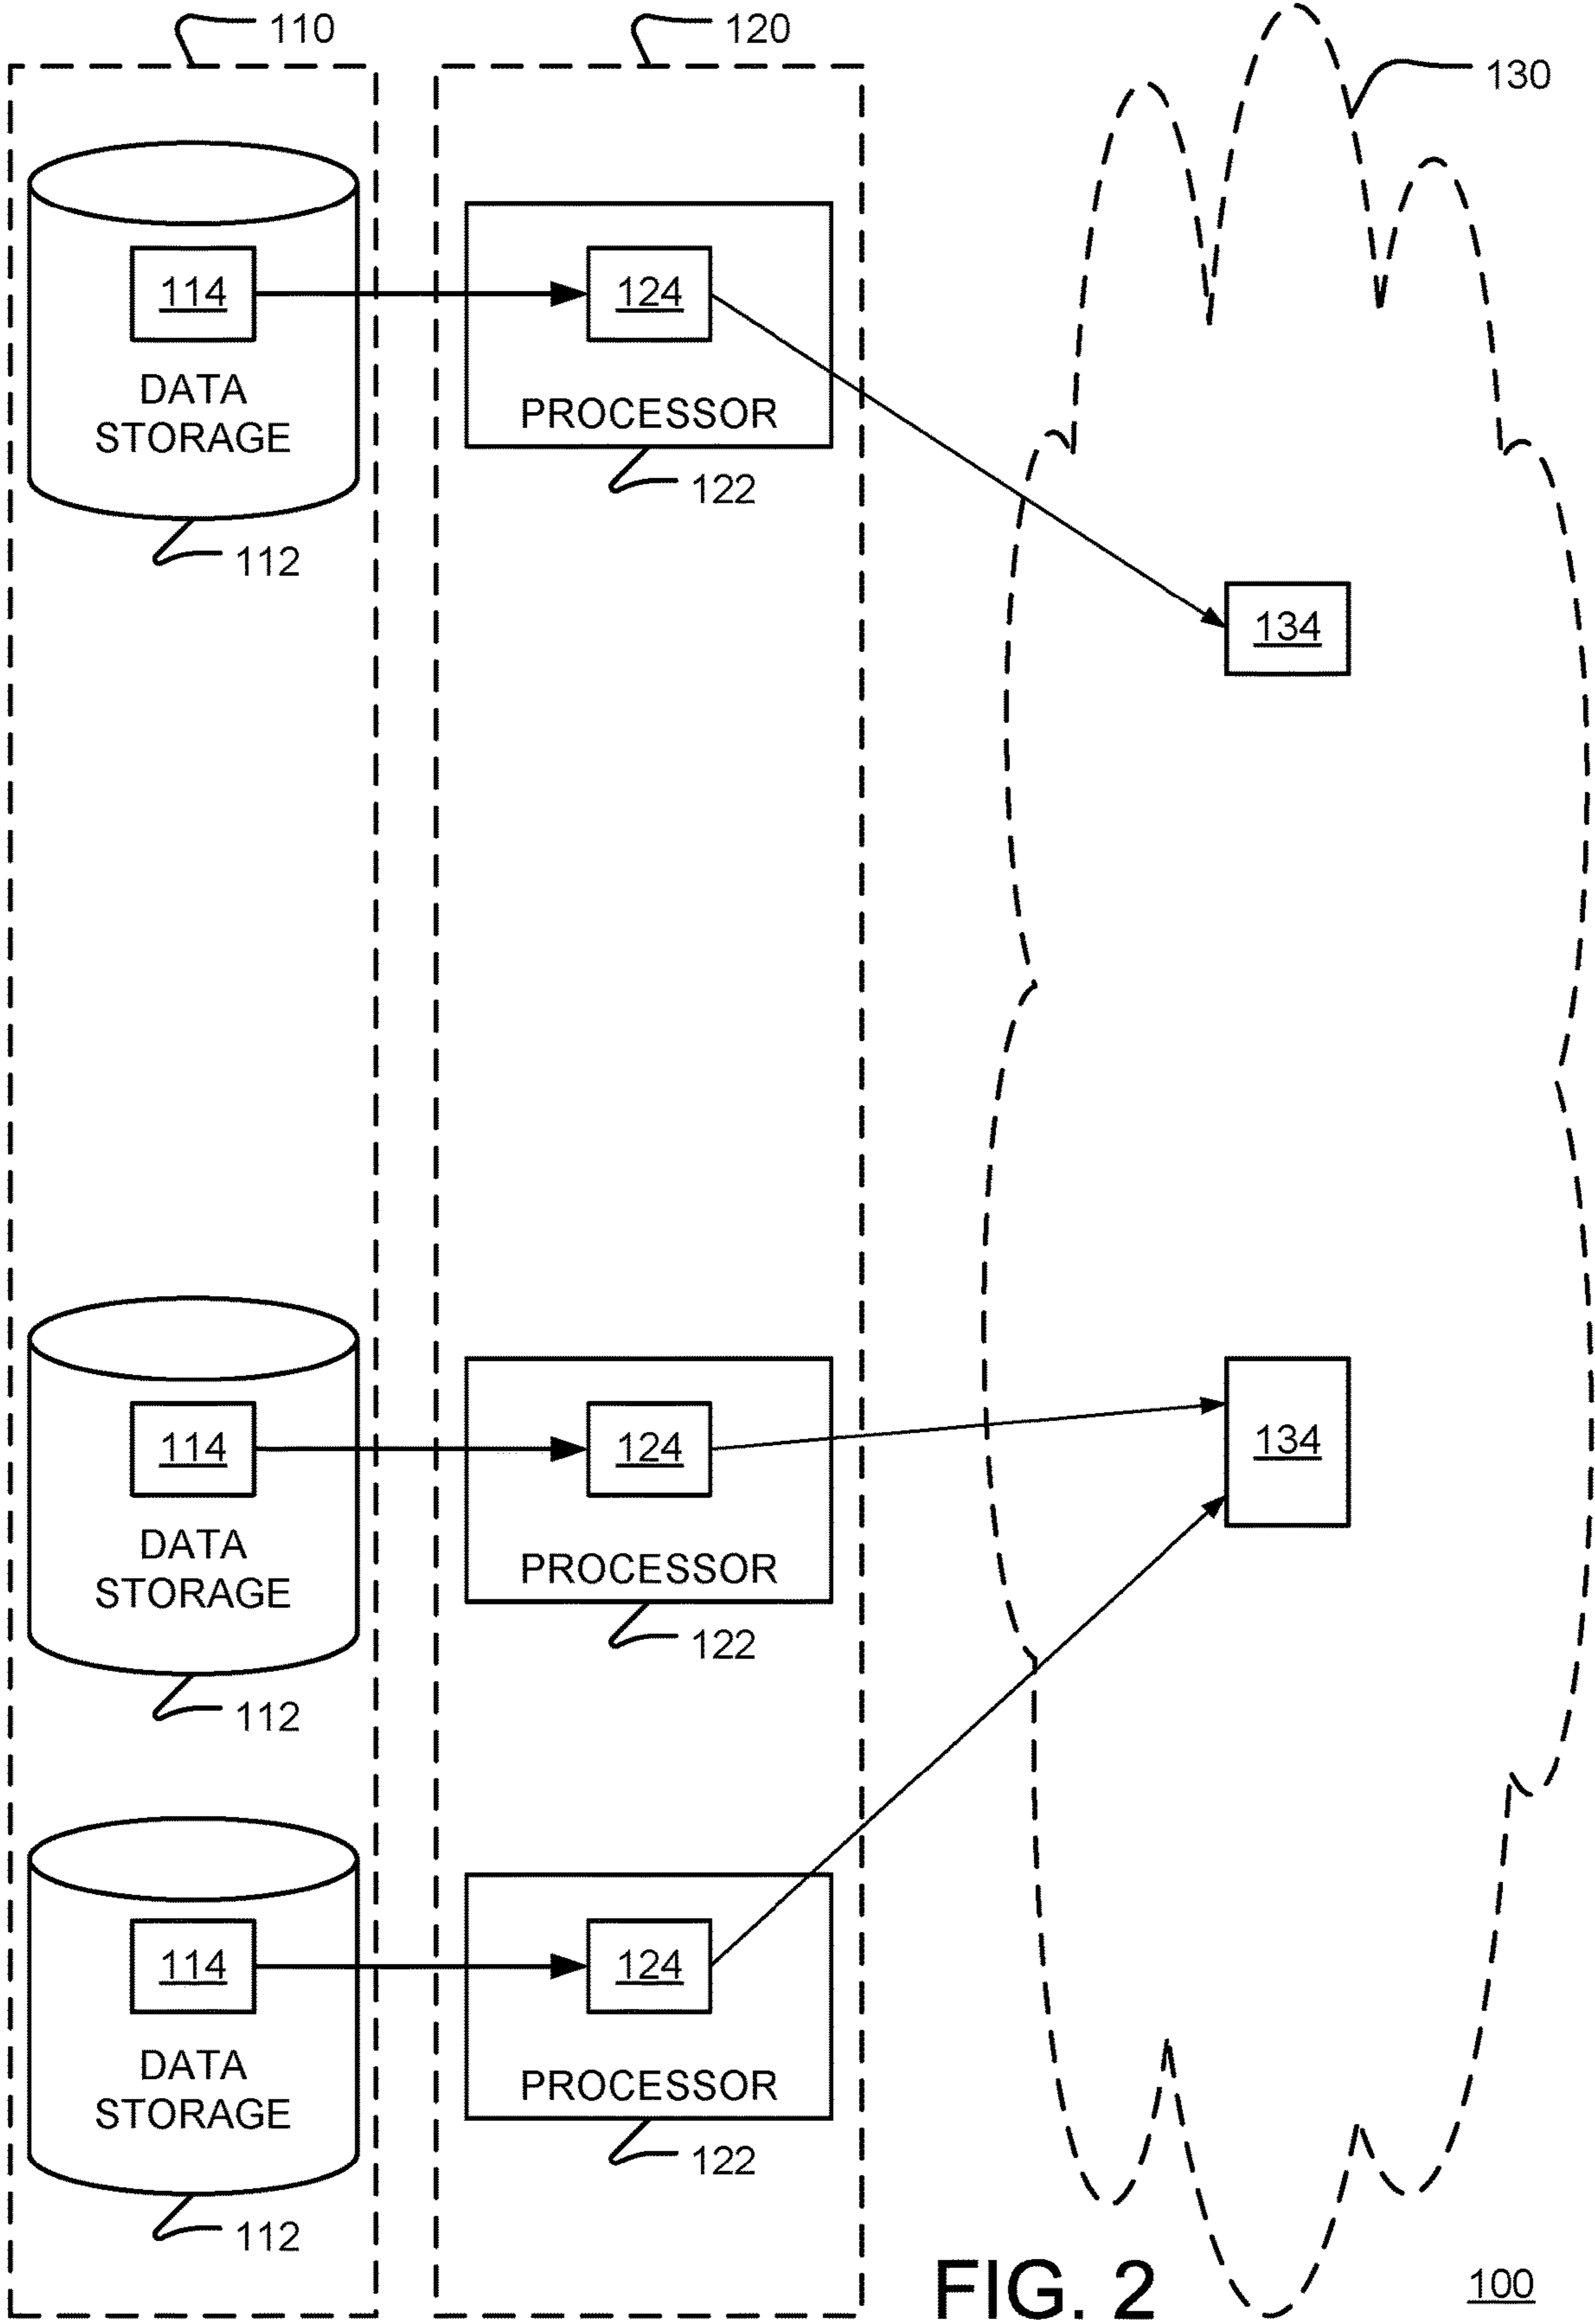 110
120
130
114
124
DATA
STORAGE
PROCESSOR
122
112
134
114
124
134
DATA
STORAGE
PROCESSOR
122
112
114
124
DATA
STORAGE
PROCESSOR
122
112
FIG. 2
100